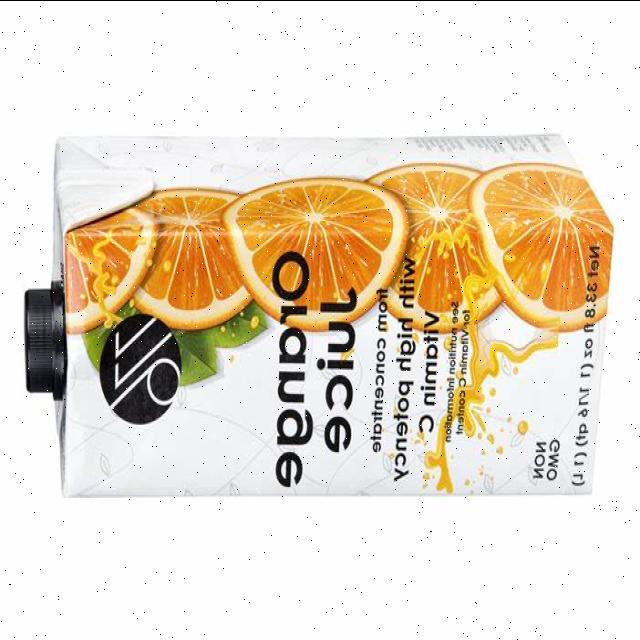 Orange
Juice
from concentrate
with high potency
Vitamin C
See nutrition information
for Vitamin C content
NON
GMO
Net 33.8 fl oz (1 1/6 qt) (1 L)